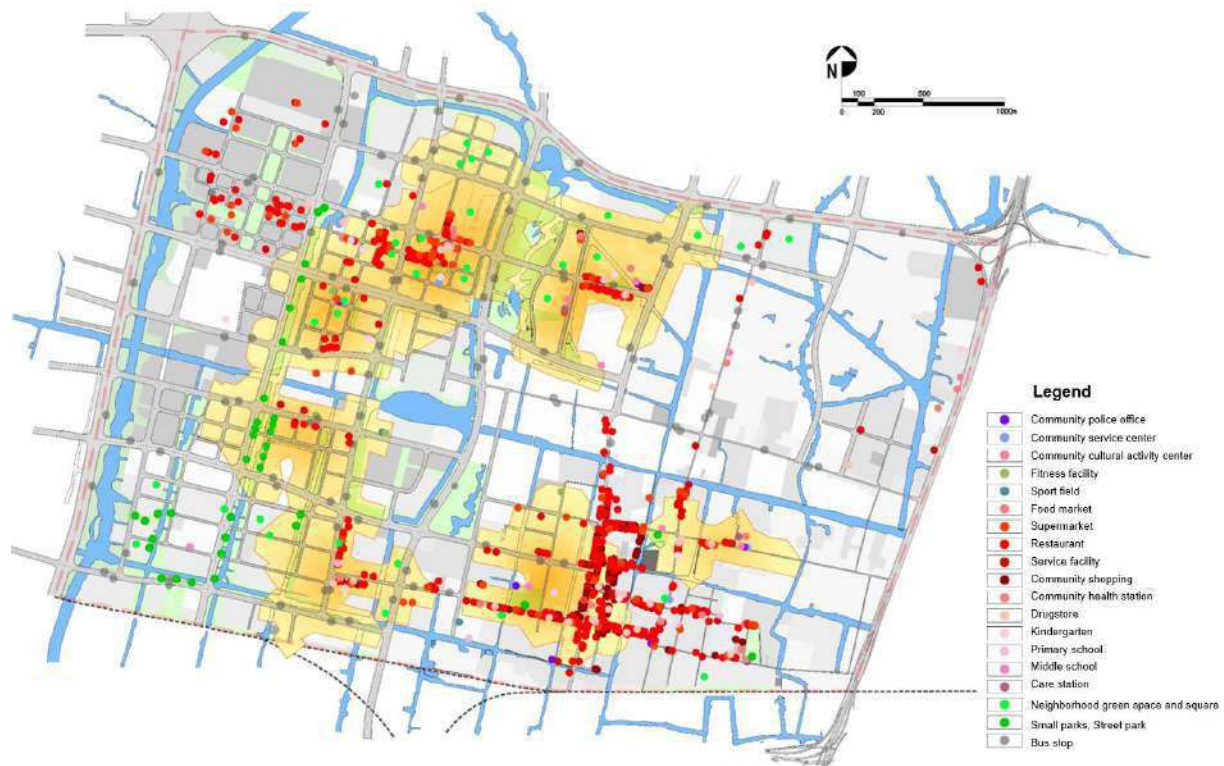 N
100 500
0 200 1000m
Legend
Community police office
Community service center
Community cultural activity center
Fitness facility
Sport field
Food market
Supermarket
Restaurant
Service facility
Community shopping
Community health station
Drugstore
Kindergarten
Primary school
Middle school
Care station
Neighborhood green space and square
Small parks, Street park
Bus stop